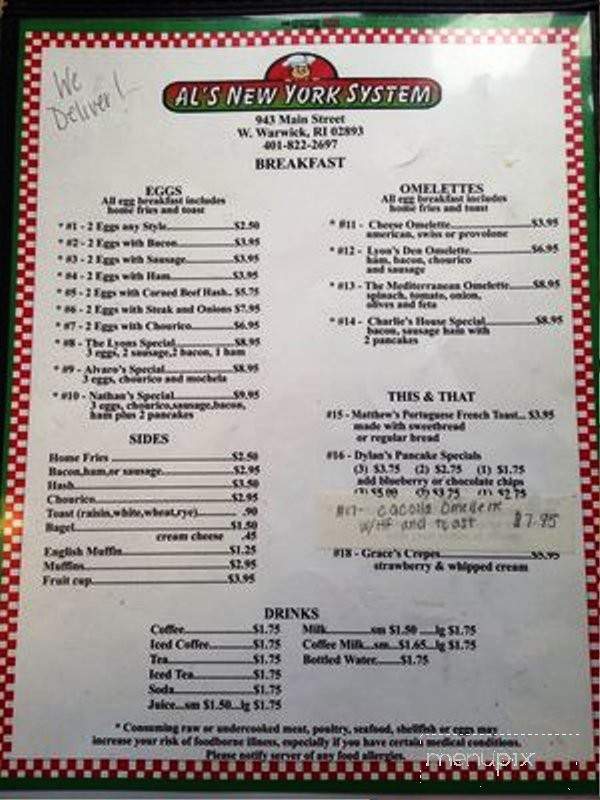 We
Deliver!
AL'S NEW YORK SYSTEM
943 Main Street
W. Warwick, RI 02893
401-822-2697
BREAKFAST
EGGS
All egg breakfast includes
home fries and toast
* #1 - 2 Eggs any Style $2.50
* #2 - 2 Eggs with Bacon $3.95
* #3 - 2 Eggs with Sausage $3.95
* #4 - 2 Eggs with Ham $3.95
* #5 - 2 Eggs with Corned Beef Hash.. $5.75
* #6 - 2 Eggs with Steak and Onions $7.95
* #7 - 2 Eggs with Chourico $6.95
* #8 - The Lyons Special $8.95
3 eggs, 2 sausage,2 bacon, 1 ham
* #9 - Alvaro's Special $8.95
3 eggs, chourico and mochela
* #10 - Nathan's Special $9.95
3 eggs, chourico,sausage,bacon,
ham plus 2 pancakes
SIDES
Home Fries $2.50
Bacon,ham,or sausage $2.95
Hash $3.50
Chourico $2.95
Toast (raisin,white,wheat,rye) .90
Bagel $1.50
cream cheese .45
English Muffin $1.25
Muffins $2.95
Fruit cup $3.95
OMELETTES
All egg breakfast includes
home fries and toast
* #11 - Cheese Omelette $3.95
american, swiss or provolone
* #12 - Lyon's Den Omelette $6.95
ham, bacon, chourico
and sausage
* #13 - The Mediterranean Omelette $8.95
spinach, tomato, onion,
olives and feta
* #14 - Charlie's House Special $8.95
bacon, sausage ham with
2 pancakes
THIS & THAT
#15 - Matthew's Portuguese French Toast... $3.95
made with sweetbread
or regular bread
#16 - Dylan's Pancake Specials
(3) $3.75 (2) $2.75 (1) $1.75
add blueberry or chocolate chips
(3) $5.00 (2) $3.75 (1) $2.75
#17- Cacoila Omelette
w/HF and toast $7.95
#18 - Grace's Crepes $5.95
strawberry & whipped cream
DRINKS
Coffee $1.75
Iced Coffee $1.75
Tea $1.75
Iced Tea $1.75
Soda $1.75
Juice...sm $1.50...lg $1.75
Milk sm $1.50 ....lg $1.75
Coffee Milk...sm...$1.65...lg $1.75
Bottled Water $1.75
* Consuming raw or undercooked meat, poultry, seafood, shellfish or eggs may
increase your risk of foodborne illness, especially if you have certain medical conditions.
Please notify server of any food allergies.
menupix